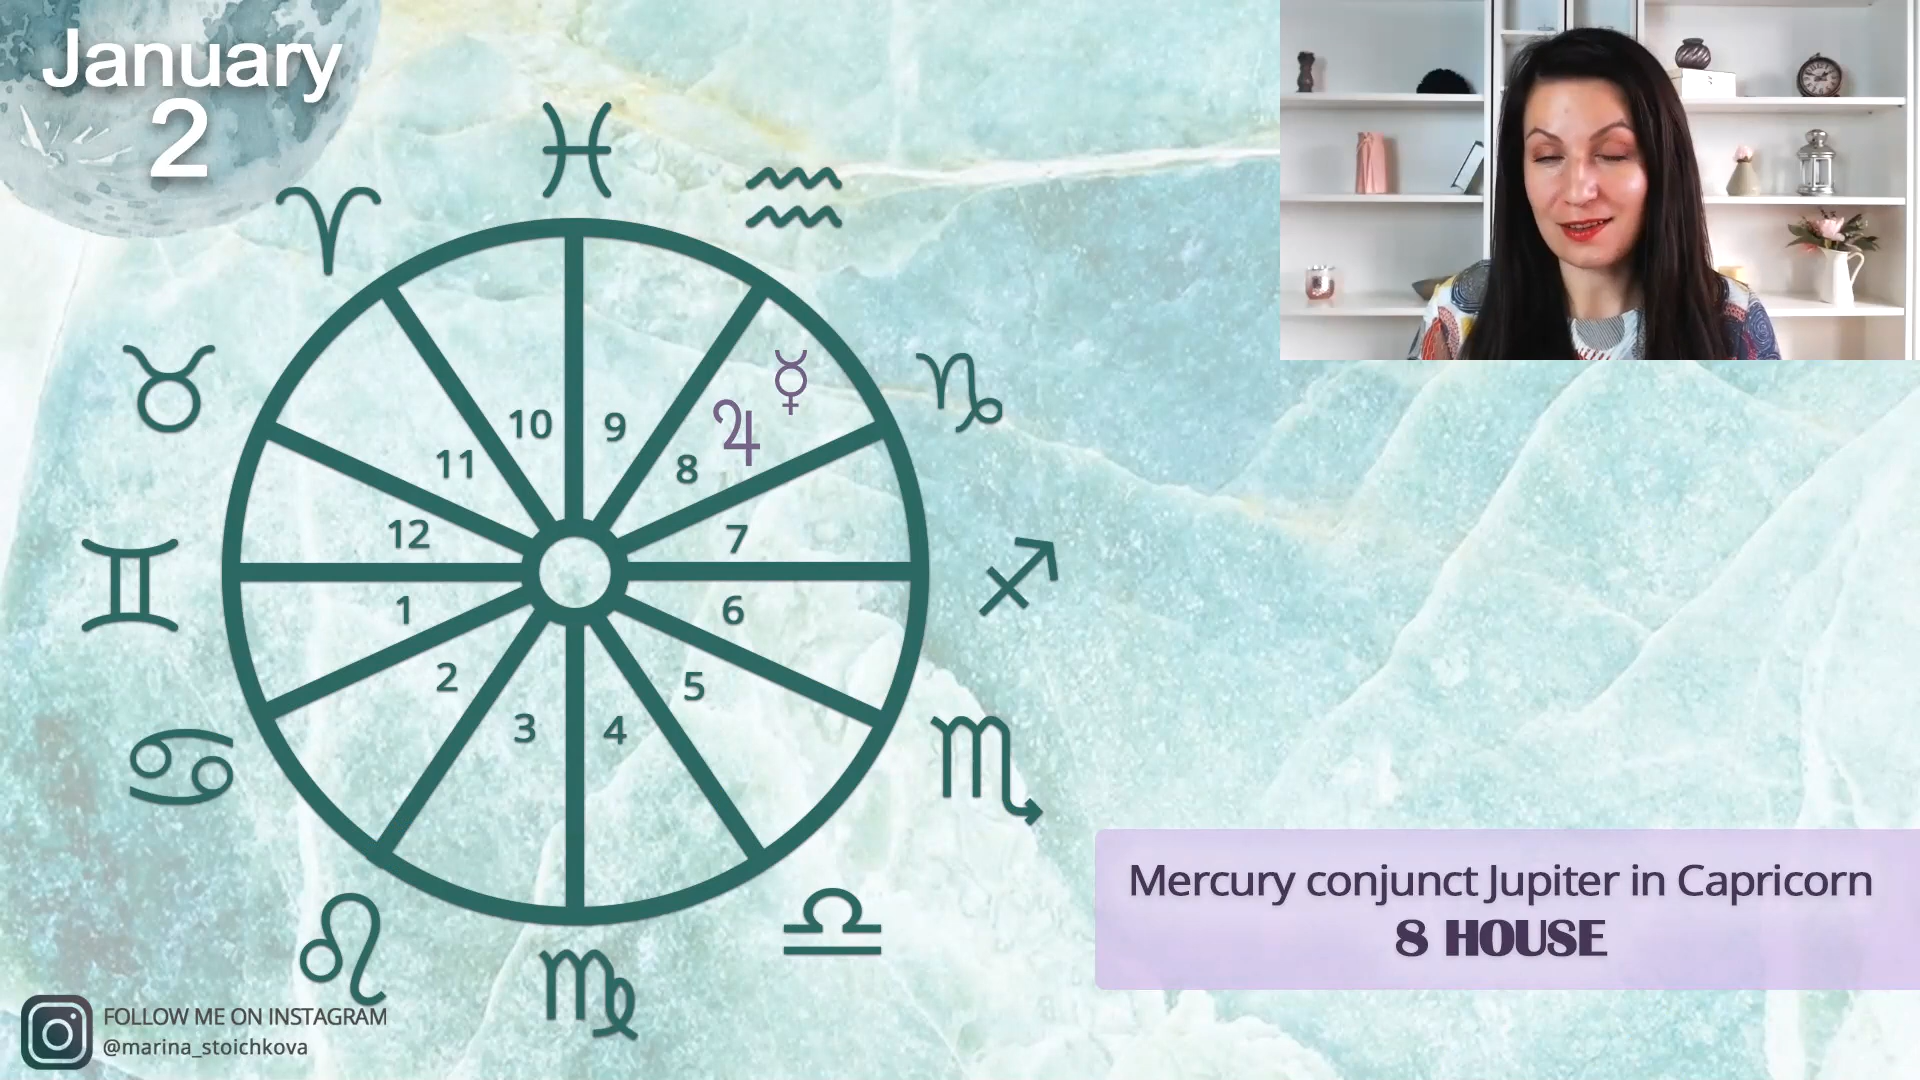 January
2
10
9
11
8
12
7
1
6
2
5
3
4
Mercury conjunct Jupiter in Capricorn
8 HOUSE
FOLLOW ME ON INSTAGRAM
@marina_stoichkova